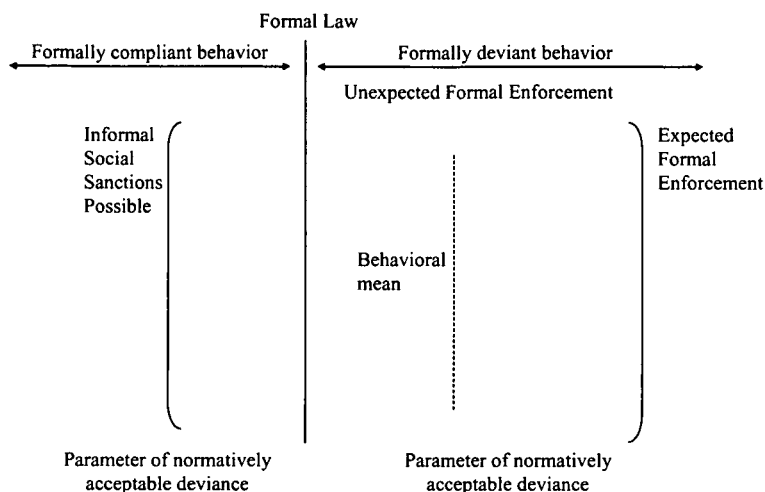 Formal Law
Formally compliant behavior
Formally deviant behavior
Unexpected Formal Enforcement
Informal
Social
Sanctions
Possible
Expected
Formal
Enforcement
Behavioral
mean
Parameter of normatively
acceptable deviance
Parameter of normatively
acceptable deviance